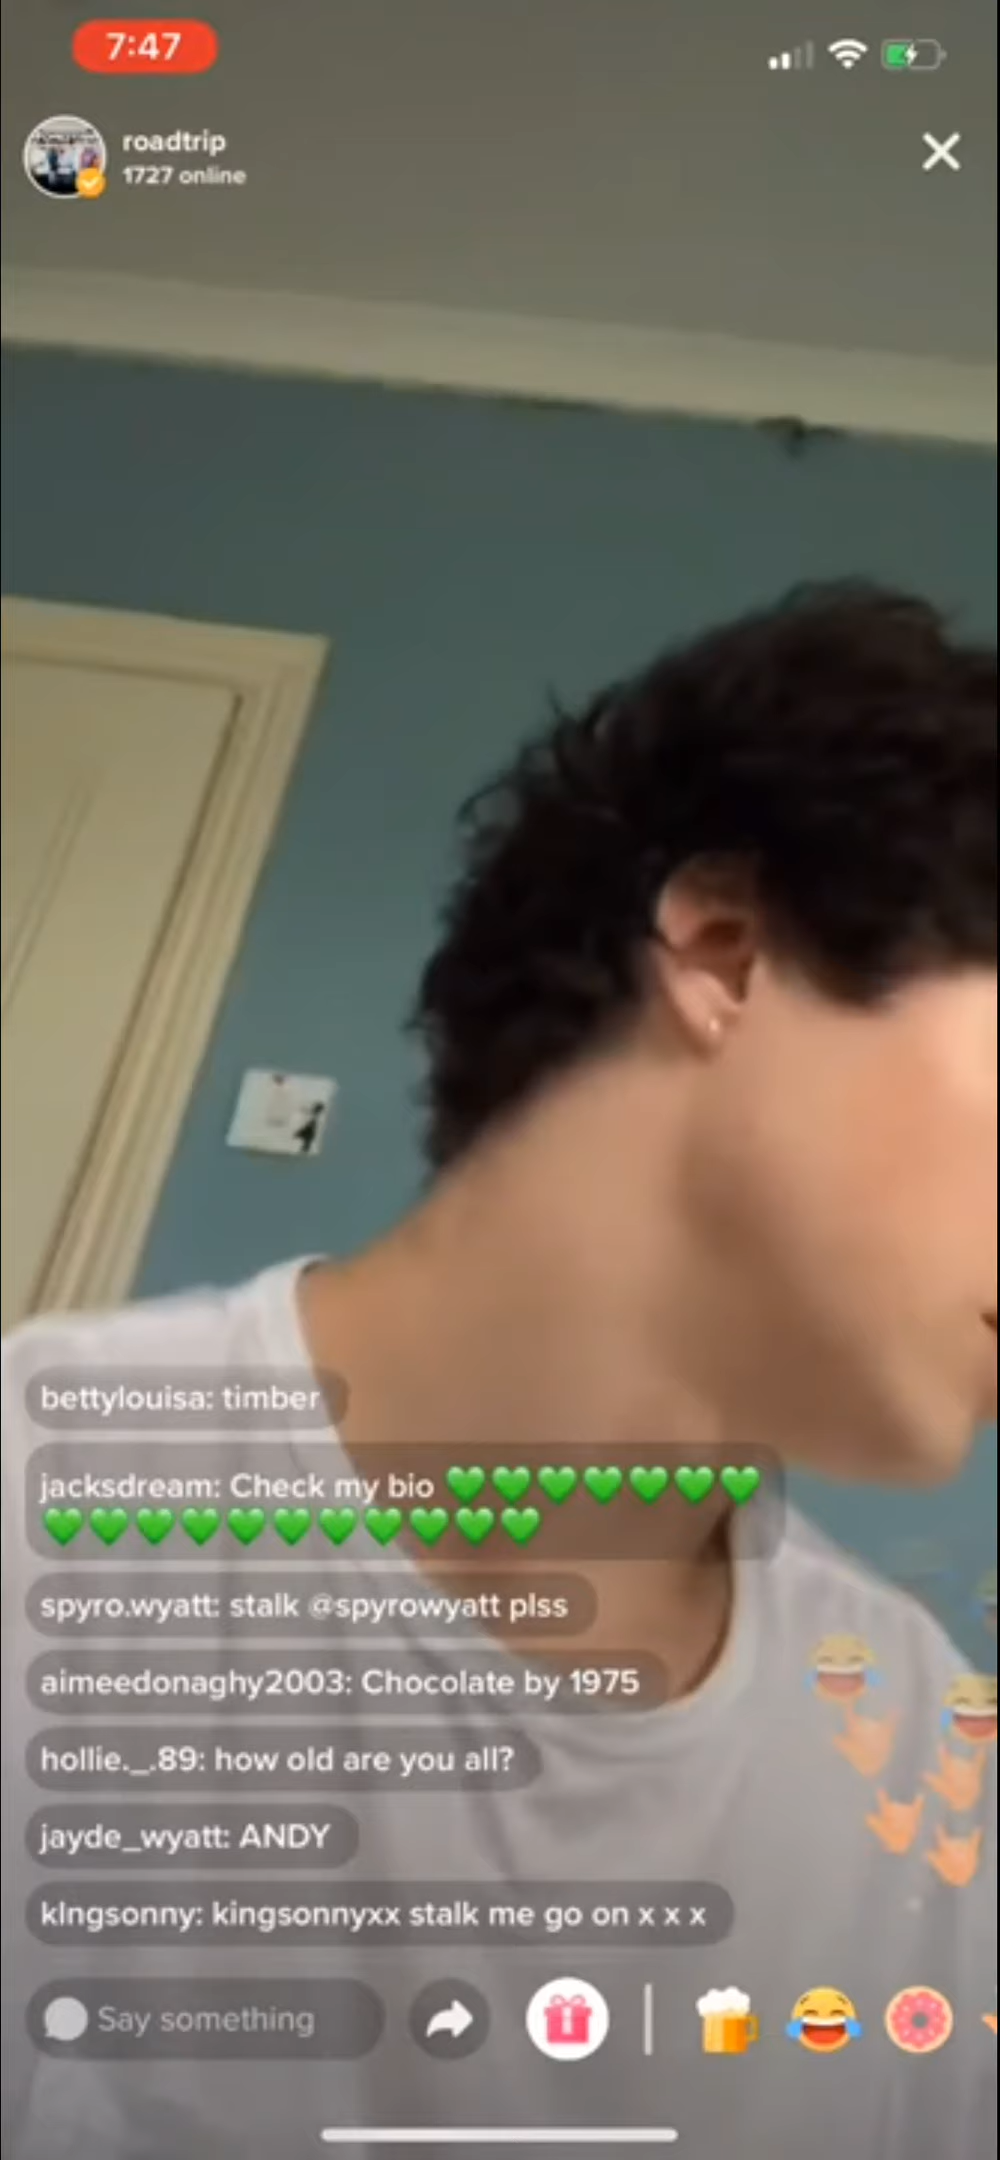 7:47
roadtrip
1727 online
bettylouisa: timber
jacksdream: Check my bio 💚💚💚💚💚💚💚
💚💚💚💚💚💚💚💚💚💚💚
spyro.wyatt: stalk @spyrowyatt plss
aimeedonaghy2003: Chocolate by 1975
hollie._.89: how old are you all?
jayde_wyatt: ANDY
klngsonny: kingsonnyxx stalk me go on x x x
Say something